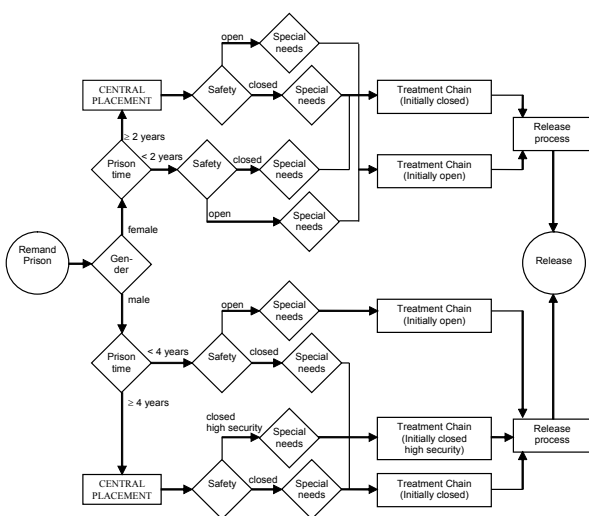 open
Special
needs
CENTRAL
PLACEMENT
Safety
closed
Special
needs
Treatment Chain
(Initially closed)
≥ 2 years
Release
process
Prison
time
< 2 years
Safety
closed
Special
needs
Treatment Chain
(Initially open)
open
Special
needs
female
Remand
Prison
Gen-
der
Release
male
open
Special
needs
Treatment Chain
(Initially open)
Prison
time
< 4 years
Safety
closed
Special
needs
≥ 4 years
closed
high security
Special
needs
Treatment Chain
(Initially closed
high security)
Release
process
CENTRAL
PLACEMENT
Safety
closed
Special
needs
Treatment Chain
(Initially closed)